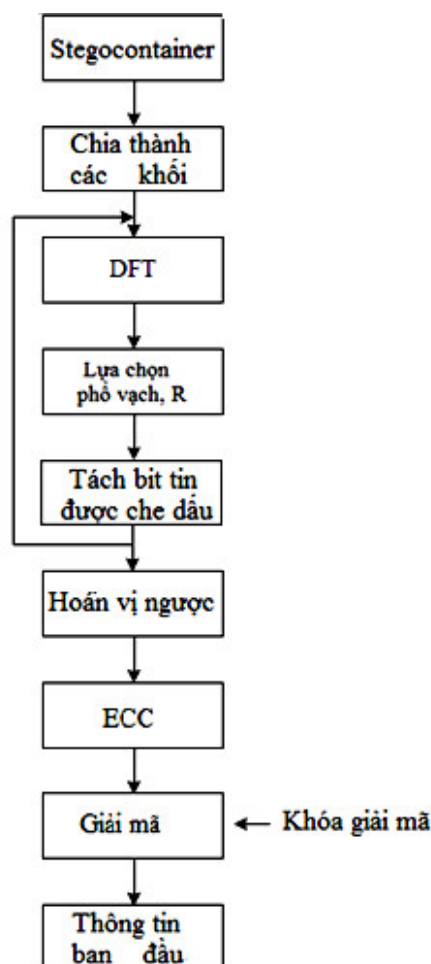 Stegocontainer
Chia thành
các khối
DFT
Lựa chọn
phổ vạch, R
Tách bit tin
được che dấu
Hoán vị ngược
ECC
Giải mã
Khóa giải mã
Thông tin
ban đầu